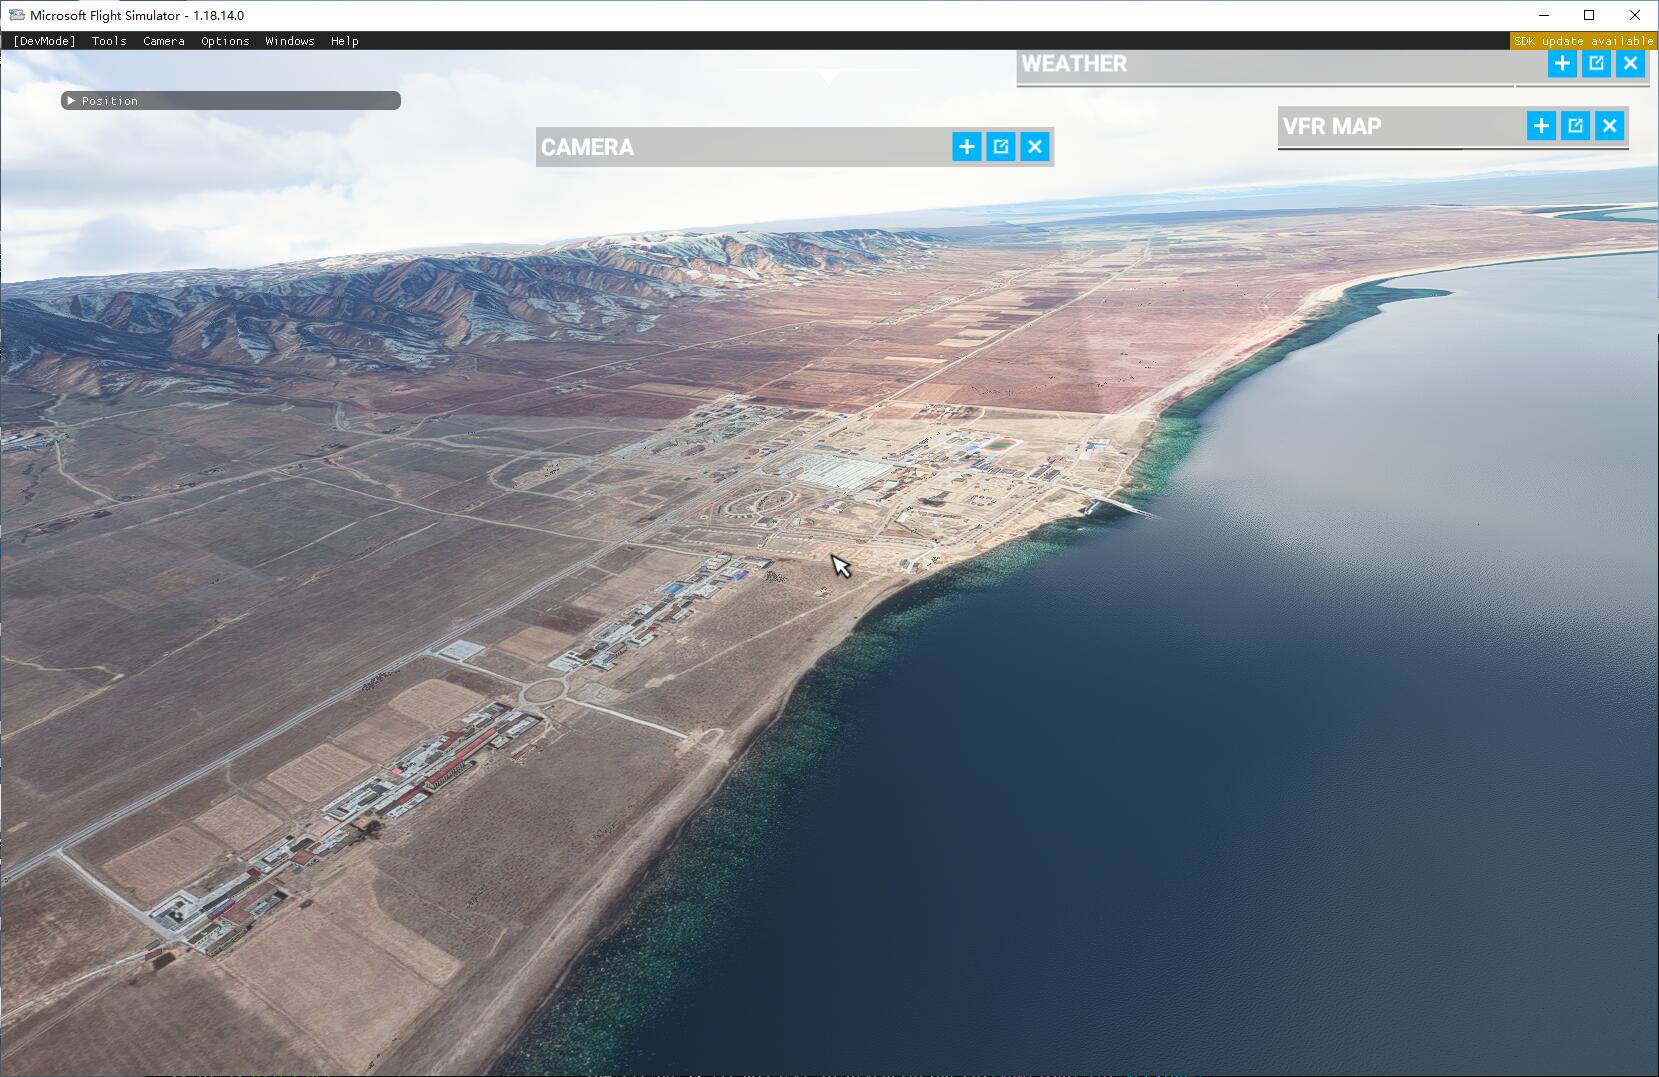 Microsoft Flight Simulator - 1.18.14.0
[DevMode] Tools Camera Options Windows Help
SDK update available
WEATHER
Position
VFR MAP
CAMERA